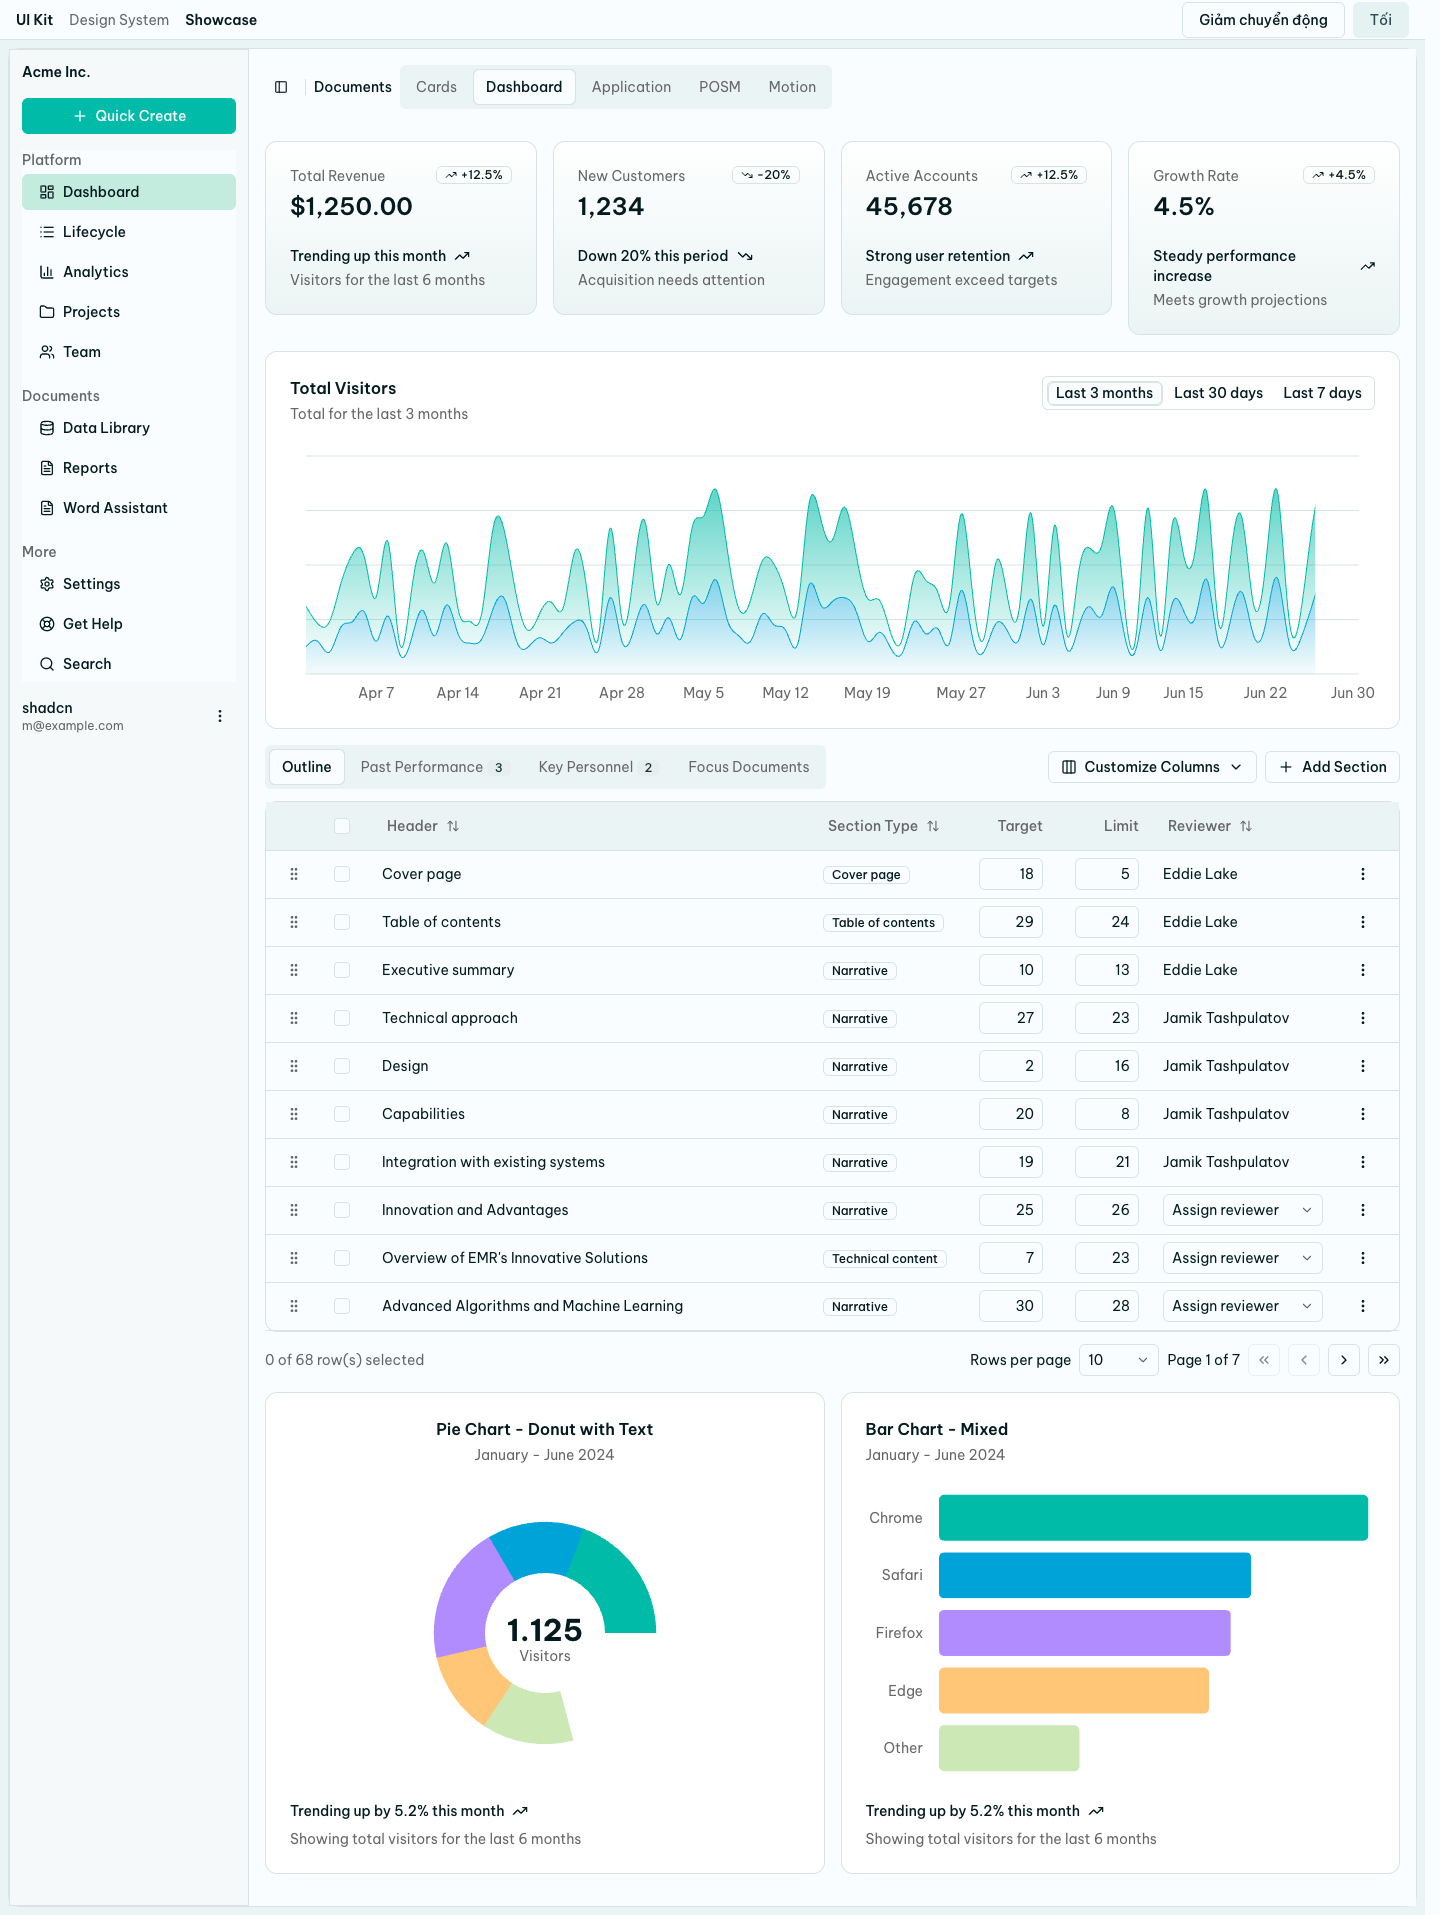 UI Kit Design System Showcase Giảm chuyển động Tối
Acme Inc.
Quick Create
Platform
Dashboard
Lifecycle
Analytics
Projects
Team
Documents
Data Library
Reports
Word Assistant
More
Settings
Get Help
Search
shadcn
m@example.com
Documents Cards Dashboard Application POSM Motion
Total Revenue +12.5%
$1,250.00
Trending up this month
Visitors for the last 6 months
New Customers -20%
1,234
Down 20% this period
Acquisition needs attention
Active Accounts +12.5%
45,678
Strong user retention
Engagement exceed targets
Growth Rate +4.5%
4.5%
Steady performance
increase
Meets growth projections
Total Visitors
Total for the last 3 months
Last 3 months Last 30 days Last 7 days
Apr 7 Apr 14 Apr 21 Apr 28 May 5 May 12 May 19 May 27 Jun 3 Jun 9 Jun 15 Jun 22 Jun 30
Outline Past Performance 3 Key Personnel 2 Focus Documents Customize Columns Add Section
Header Section Type Target Limit Reviewer
Cover page Cover page 18 5 Eddie Lake
Table of contents Table of contents 29 24 Eddie Lake
Executive summary Narrative 10 13 Eddie Lake
Technical approach Narrative 27 23 Jamik Tashpulatov
Design Narrative 2 16 Jamik Tashpulatov
Capabilities Narrative 20 8 Jamik Tashpulatov
Integration with existing systems Narrative 19 21 Jamik Tashpulatov
Innovation and Advantages Narrative 25 26 Assign reviewer
Overview of EMR's Innovative Solutions Technical content 7 23 Assign reviewer
Advanced Algorithms and Machine Learning Narrative 30 28 Assign reviewer
0 of 68 row(s) selected Rows per page 10 Page 1 of 7
Pie Chart - Donut with Text
January - June 2024
1.125
Visitors
Trending up by 5.2% this month
Showing total visitors for the last 6 months
Bar Chart - Mixed
January - June 2024
Chrome
Safari
Firefox
Edge
Other
Trending up by 5.2% this month
Showing total visitors for the last 6 months